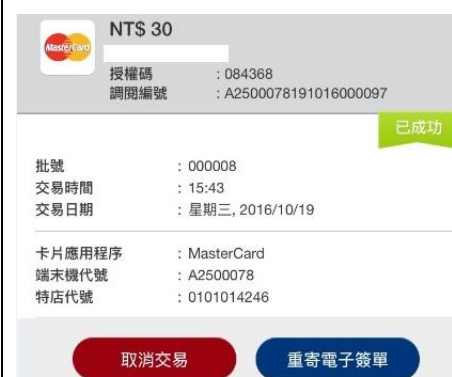 MasterCard
NT$ 30
授權碼 : 084368
調閱編號 : A2500078191016000097
已成功
批號 : 000008
交易時間 : 15:43
交易日期 : 星期三, 2016/10/19
卡片應用程序 : MasterCard
端末機代號 : A2500078
特店代號 : 0101014246
取消交易 重寄電子簽單